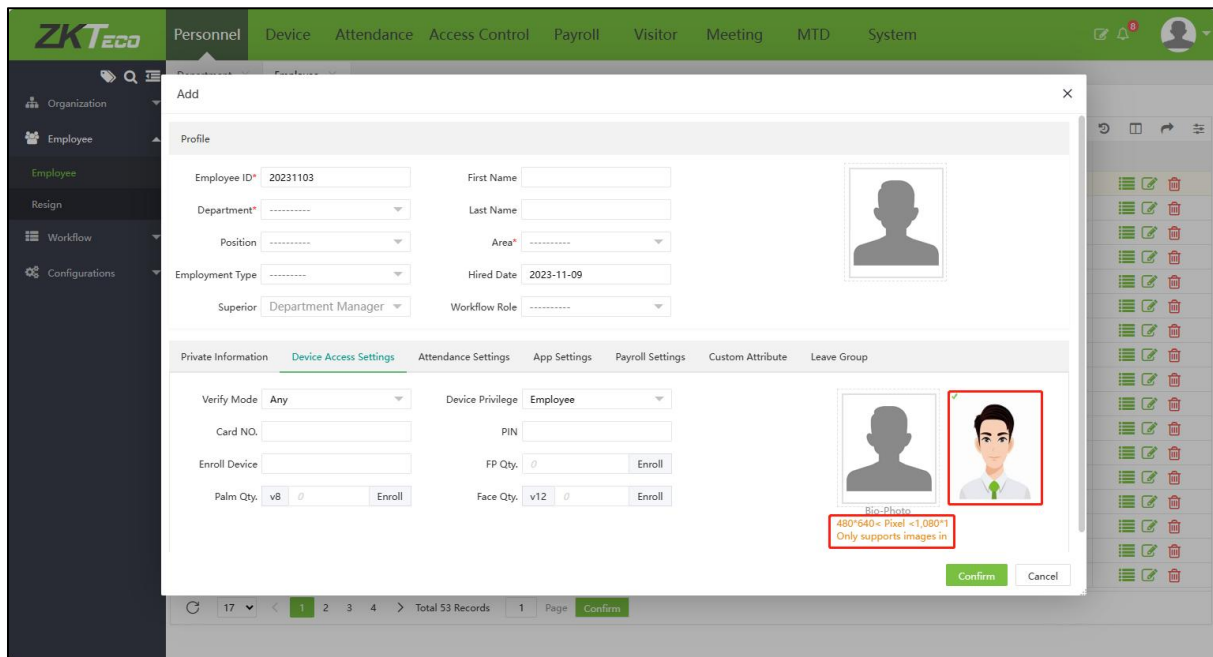 ZKTeco
Personnel Device Attendance Access Control Payroll Visitor Meeting MTD System 8
Department Employee
Organization
Employee
Employee
Resign
Workflow
Configurations
Add
Profile
Employee ID* 20231103 First Name
Department* ---------- Last Name
Position ---------- Area* ----------
Employment Type --------- Hired Date 2023-11-09
Superior Department Manager Workflow Role ----------
Private Information Device Access Settings Attendance Settings App Settings Payroll Settings Custom Attribute Leave Group
Verify Mode Any Device Privilege Employee
Card NO. PIN
Enroll Device FP Qty. 0 Enroll
Palm Qty. v8 0 Enroll Face Qty. v12 0 Enroll
Bio-Photo
480*640< Pixel <1,080*1
Only supports images in
Confirm Cancel
17 < 1 2 3 4 > Total 53 Records 1 Page Confirm